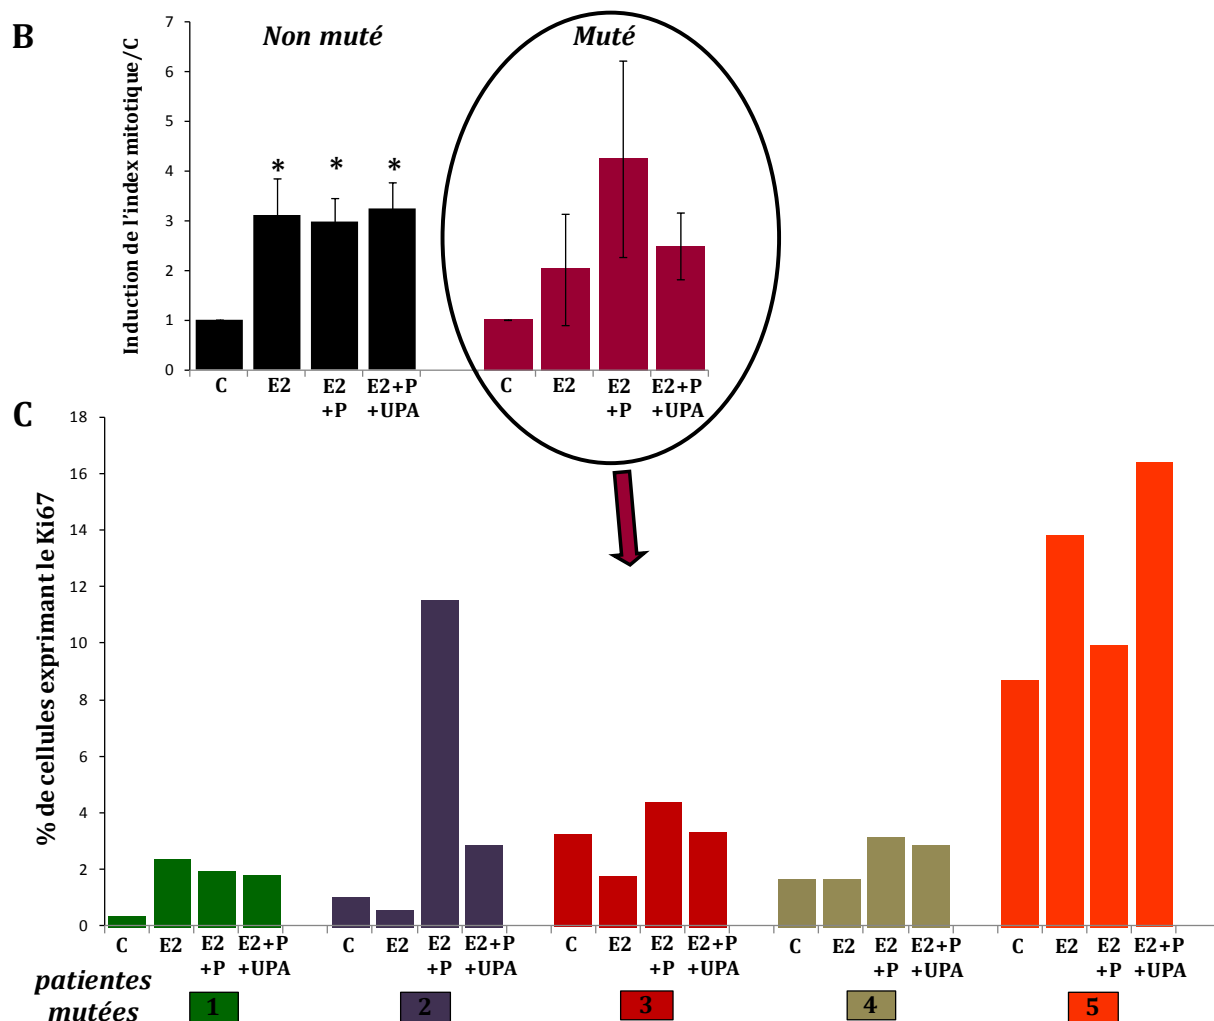 B
Non muté
Muté
Induction de l'index mitotique/C
7
6
5
4
3
2
1
0
* * *
C E2 E2 E2+P
+P +UPA
C E2 E2 E2+P
+P +UPA
C
% de cellules exprimant le Ki67
18
16
14
12
10
8
6
4
2
0
C E2 E2 E2+P
+P +UPA
C E2 E2 E2+P
+P +UPA
C E2 E2 E2+P
+P +UPA
C E2 E2 E2+P
+P +UPA
C E2 E2 E2+P
+P +UPA
patientes
mutées
1 2 3 4 5